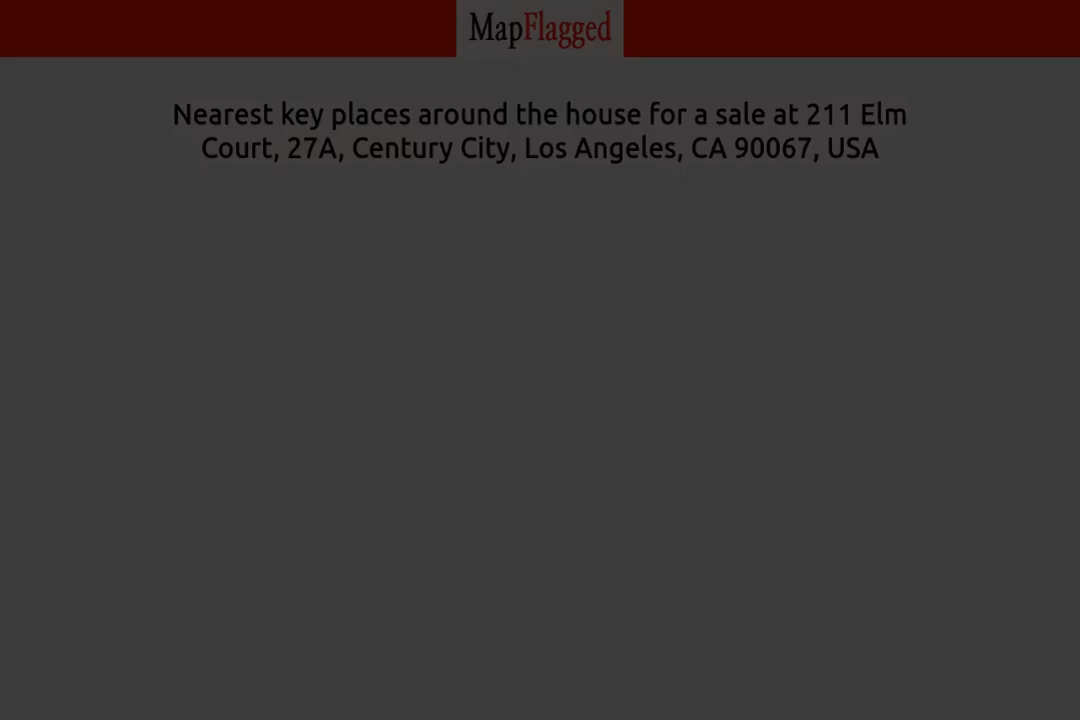 MapFlagged
Nearest key places around the house for a sale at 211 Elm
Court, 27A, Century City, Los Angeles, CA 90067, USA